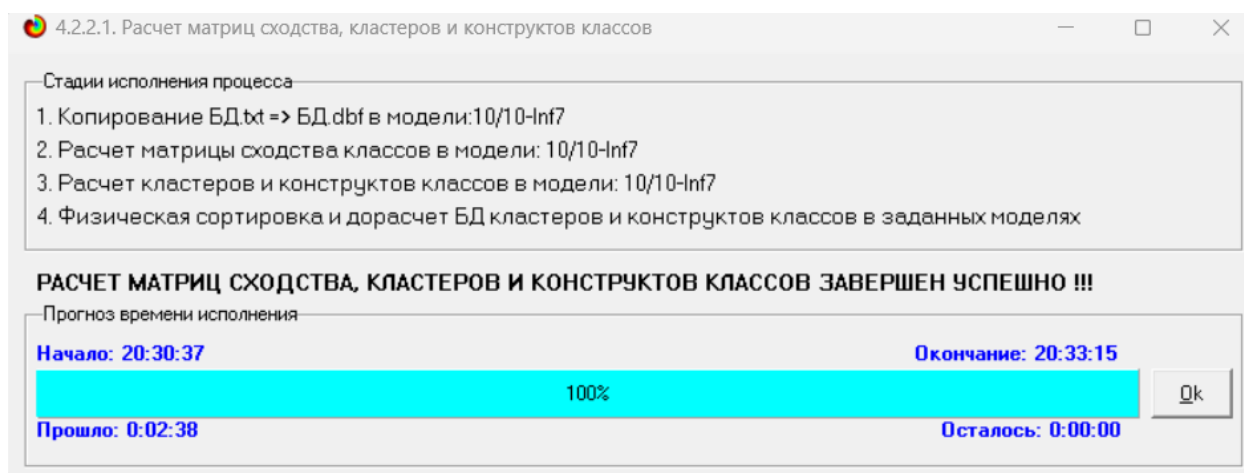 4.2.2.1. Расчет матриц сходства, кластеров и конструктов классов
Стадии исполнения процесса
1. Копирование БД.txt => БД.dbf в модели:10/10-Inf7
2. Расчет матрицы сходства классов в модели: 10/10-Inf7
3. Расчет кластеров и конструктов классов в модели: 10/10-Inf7
4. Физическая сортировка и дорасчет БД кластеров и конструктов классов в заданных моделях
РАСЧЕТ МАТРИЦ СХОДСТВА, КЛАСТЕРОВ И КОНСТРУКТОВ КЛАССОВ ЗАВЕРШЕН УСПЕШНО !!!
Прогноз времени исполнения
Начало: 20:30:37 Окончание: 20:33:15
100% Ok
Прошло: 0:02:38 Осталось: 0:00:00